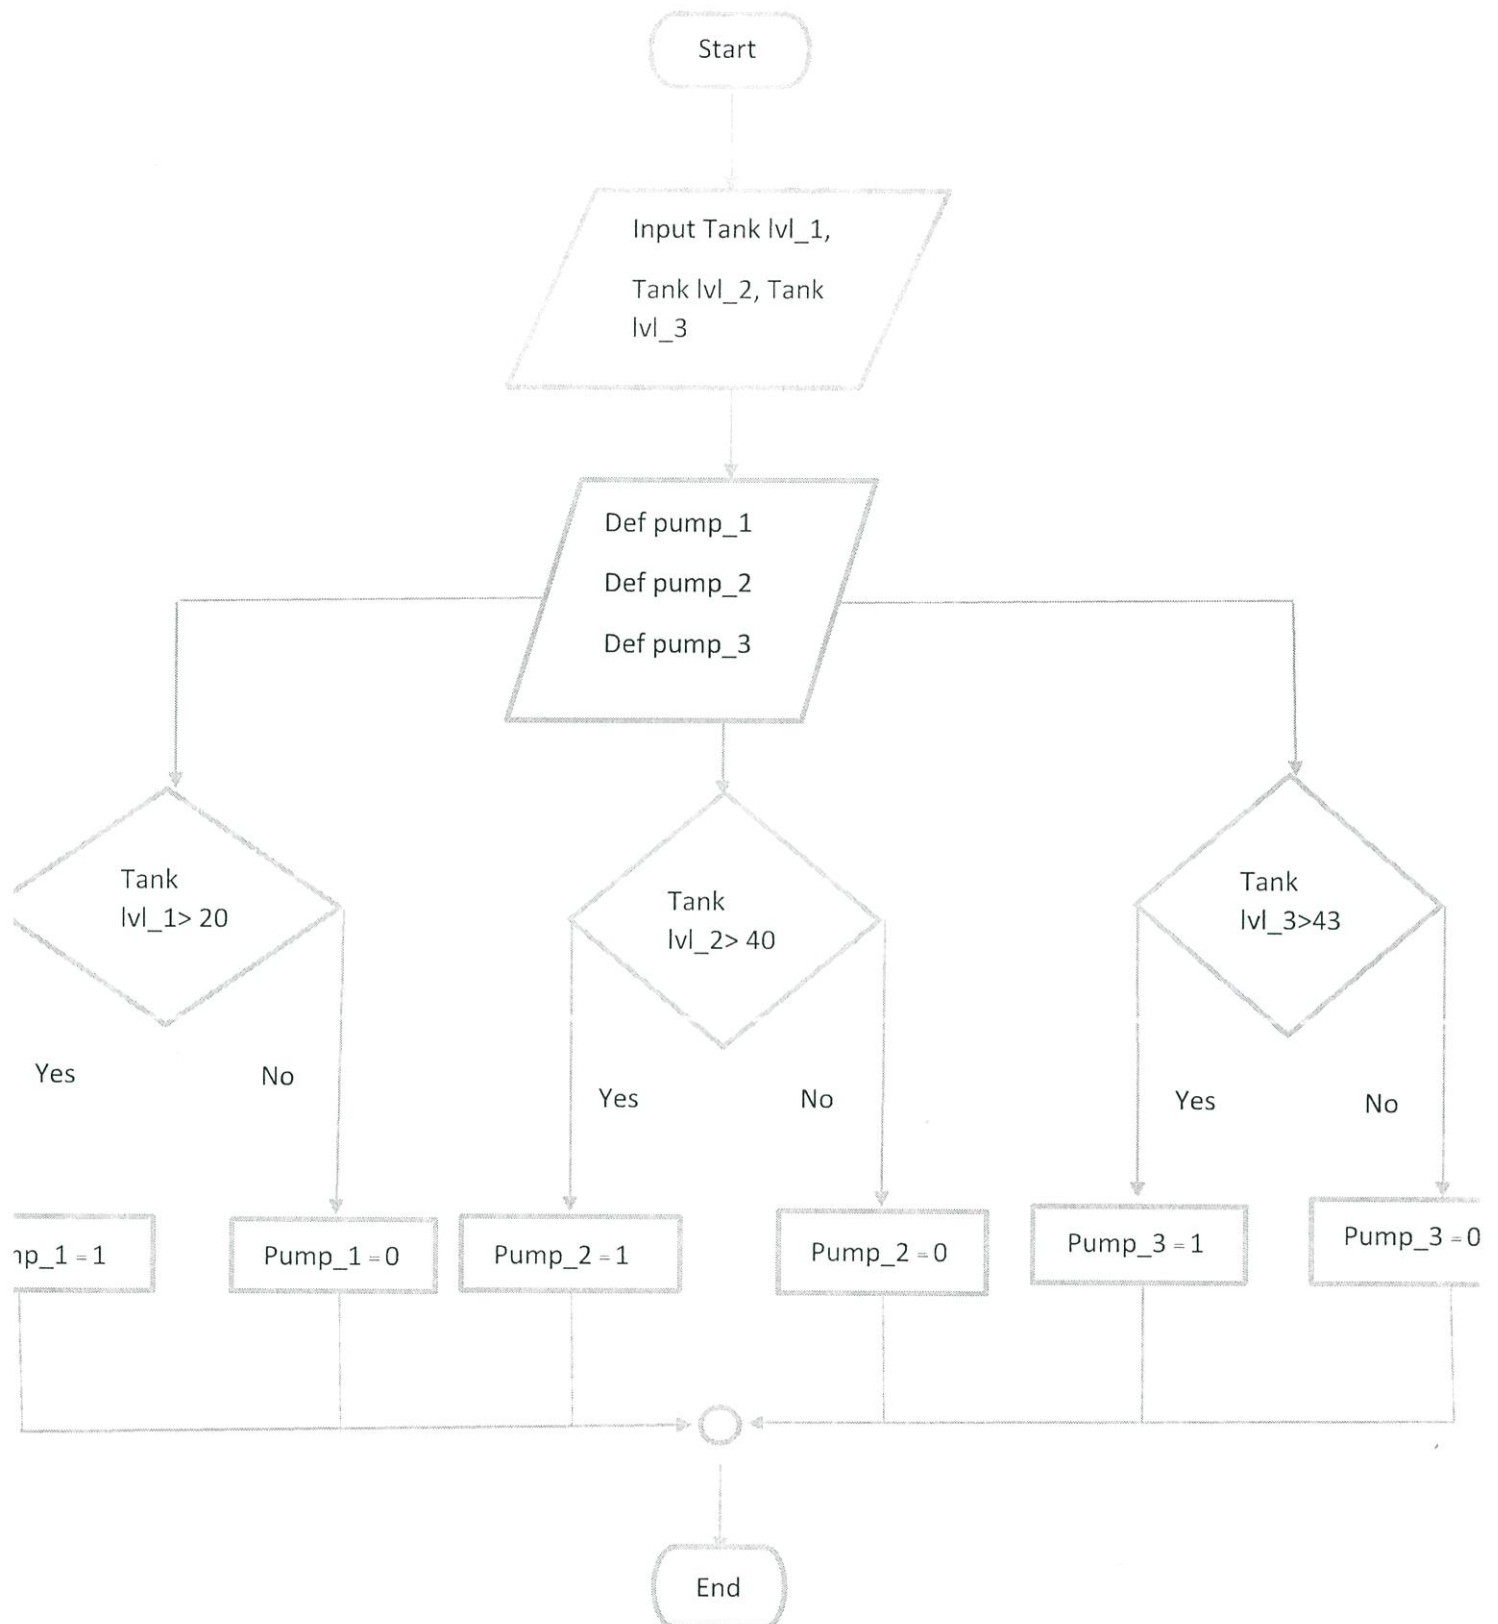 Start
Input Tank lvl_1,
Tank lvl_2, Tank
lvl_3
Def pump_1
Def pump_2
Def pump_3
Tank
lvl_1> 20
Tank
lvl_2> 40
Tank
lvl_3>43
Yes
No
Yes
No
Yes
No
mp_1 = 1
Pump_1 = 0
Pump_2 = 1
Pump_2 = 0
Pump_3 = 1
Pump_3 = 0
End